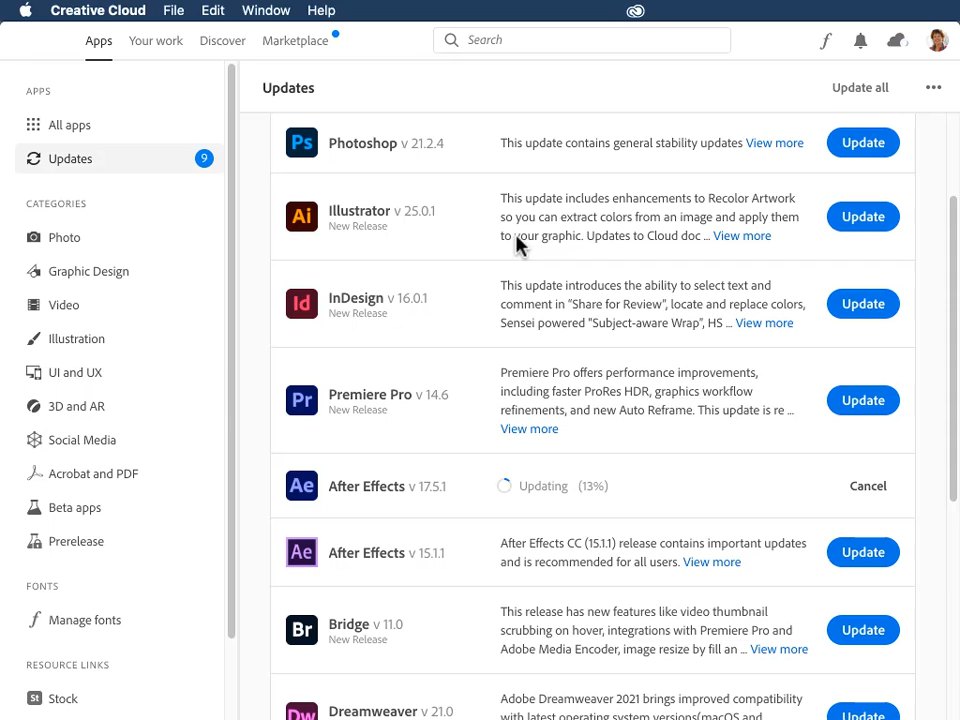 Creative Cloud File Edit Window Help
Apps Your work Discover Marketplace Search
APPS
All apps
Updates 9
CATEGORIES
Photo
Graphic Design
Video
Illustration
UI and UX
3D and AR
Social Media
Acrobat and PDF
Beta apps
Prerelease
FONTS
Manage fonts
RESOURCE LINKS
St Stock
Updates Update all
Ps Photoshop v 21.2.4 This update contains general stability updates View more Update
Ai Illustrator v 25.0.1
New Release
This update includes enhancements to Recolor Artwork
so you can extract colors from an image and apply them
to your graphic. Updates to Cloud doc ... View more
Update
Id InDesign v 16.0.1
New Release
This update introduces the ability to select text and
comment in “Share for Review”, locate and replace colors,
Sensei powered "Subject-aware Wrap”, HS ... View more
Update
Pr Premiere Pro v 14.6
New Release
Premiere Pro offers performance improvements,
including faster ProRes HDR, graphics workflow
refinements, and new Auto Reframe. This update is re ...
View more
Update
Ae After Effects v 17.5.1 Updating (13%) Cancel
Ae After Effects v 15.1.1
After Effects CC (15.1.1) release contains important updates
and is recommended for all users. View more
Update
Br Bridge v 11.0
New Release
This release has new features like video thumbnail
scrubbing on hover, integrations with Premiere Pro and
Adobe Media Encoder, image resize by fill an ... View more
Update
Dw Dreamweaver v 21.0
Adobe Dreamweaver 2021 brings improved compatibility
with latest operating system versions(macOS and
Update